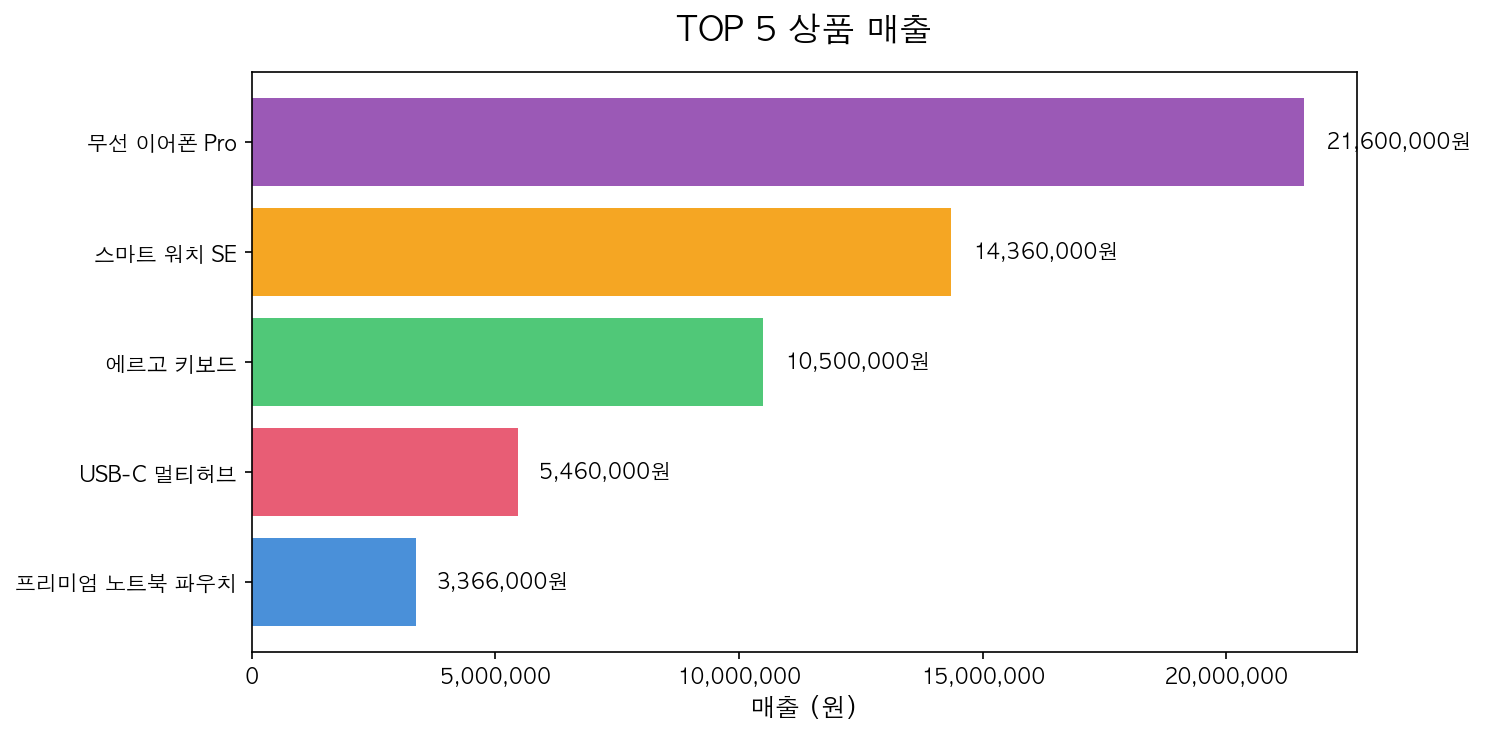 TOP 5 상품 매출
무선 이어폰 Pro
21,600,000원
스마트 워치 SE
14,360,000원
에르고 키보드
10,500,000원
USB-C 멀티허브
5,460,000원
프리미엄 노트북 파우치
3,366,000원
0 5,000,000 10,000,000 15,000,000 20,000,000
매출 (원)